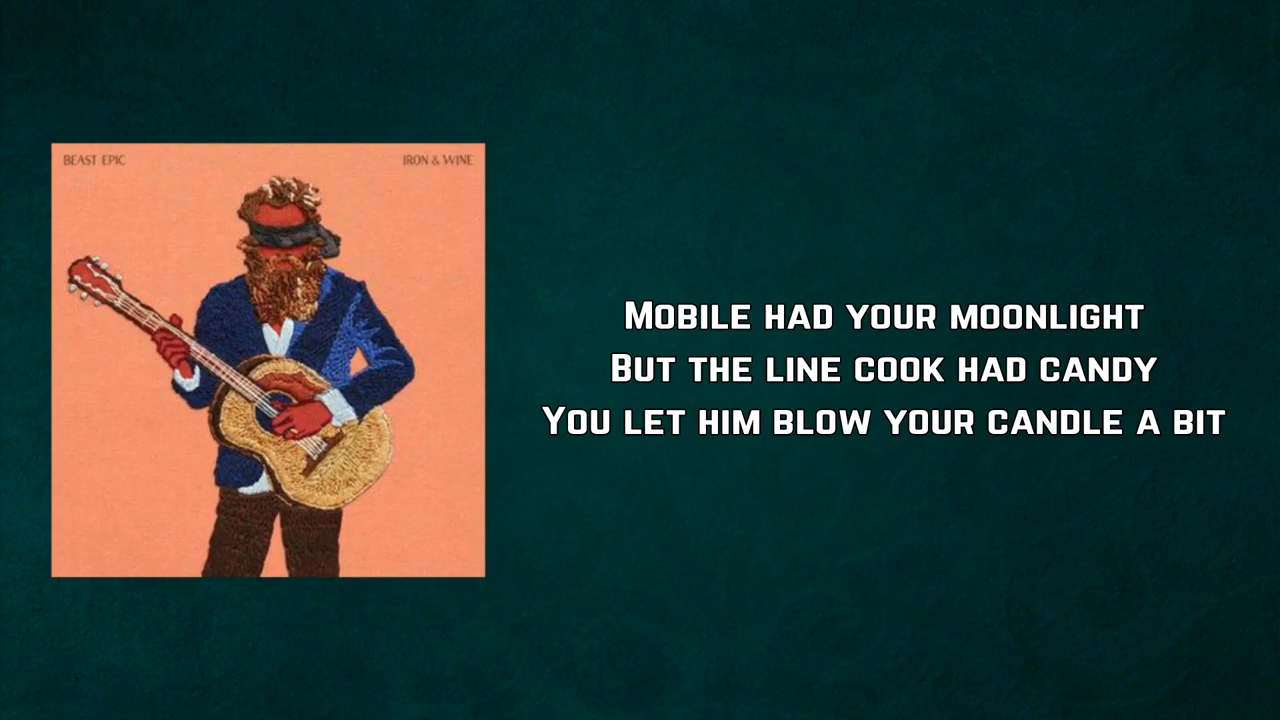 BEAST EPIC
IRON & WINE
Mobile had your moonlight
But the line cook had candy
You let him blow your candle a bit